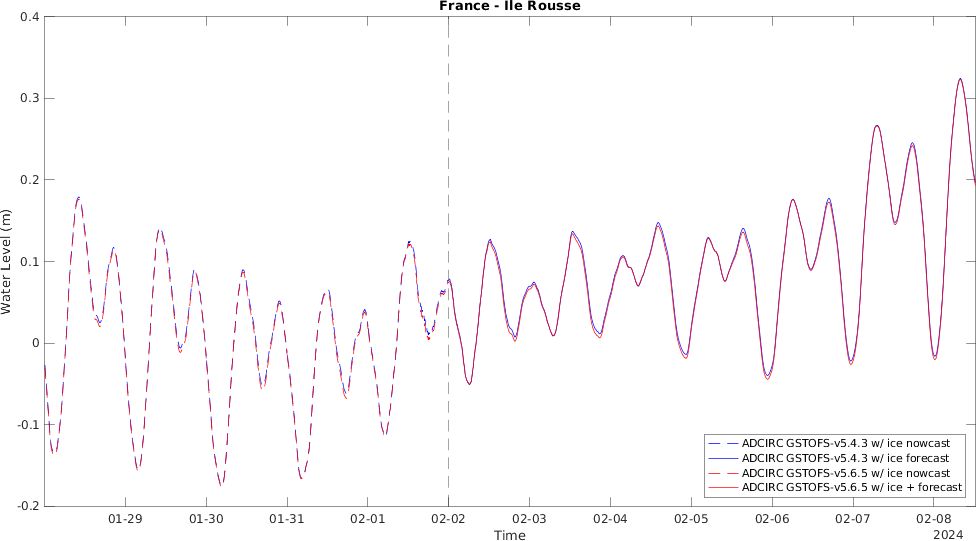 France - Ile Rousse
Water Level (m)
0.4
0.3
0.2
0.1
0
-0.1
-0.2
01-29
01-30
01-31
02-01
02-02
02-03
02-04
02-05
02-06
02-07
02-08
2024
Time
ADCIRC GSTOFS-v5.4.3 w/ ice nowcast
ADCIRC GSTOFS-v5.4.3 w/ ice forecast
ADCIRC GSTOFS-v5.6.5 w/ ice nowcast
ADCIRC GSTOFS-v5.6.5 w/ ice + forecast